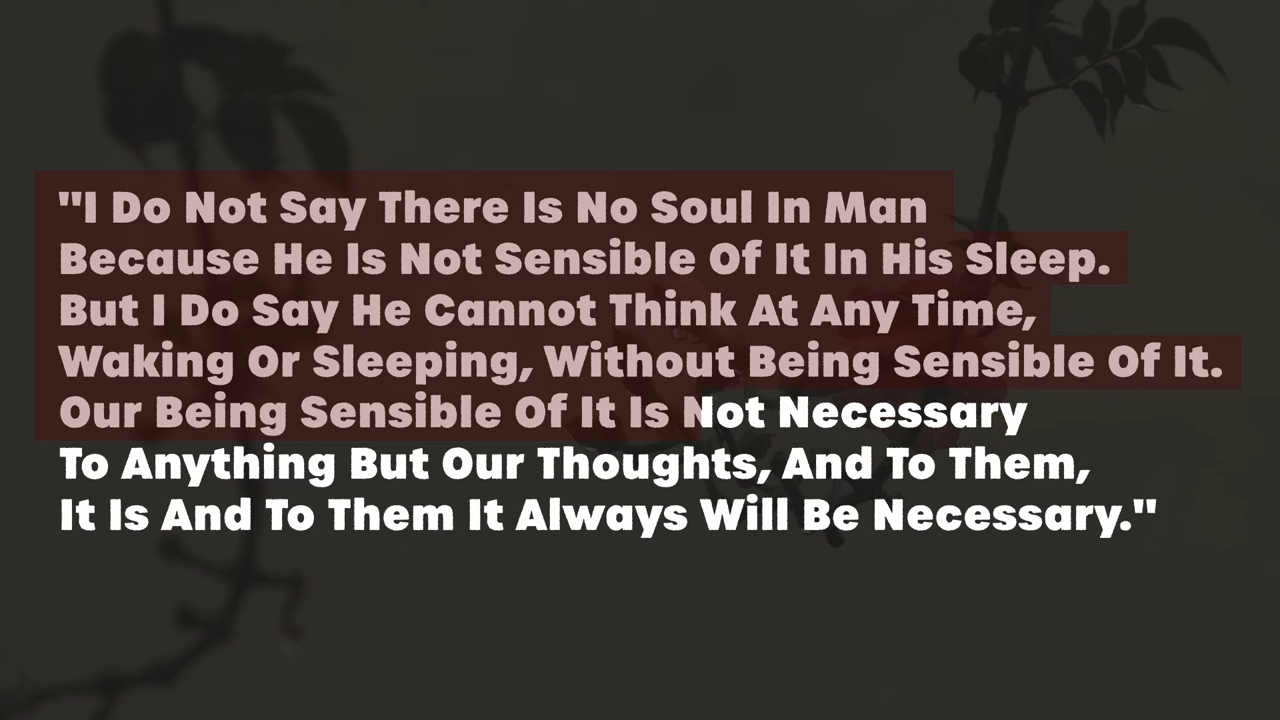 "I Do Not Say There Is No Soul In Man
Because He Is Not Sensible Of It In His Sleep.
But I Do Say He Cannot Think At Any Time,
Waking Or Sleeping, Without Being Sensible Of It.
Our Being Sensible Of It Is Not Necessary
To Anything But Our Thoughts, And To Them,
It Is And To Them It Always Will Be Necessary."